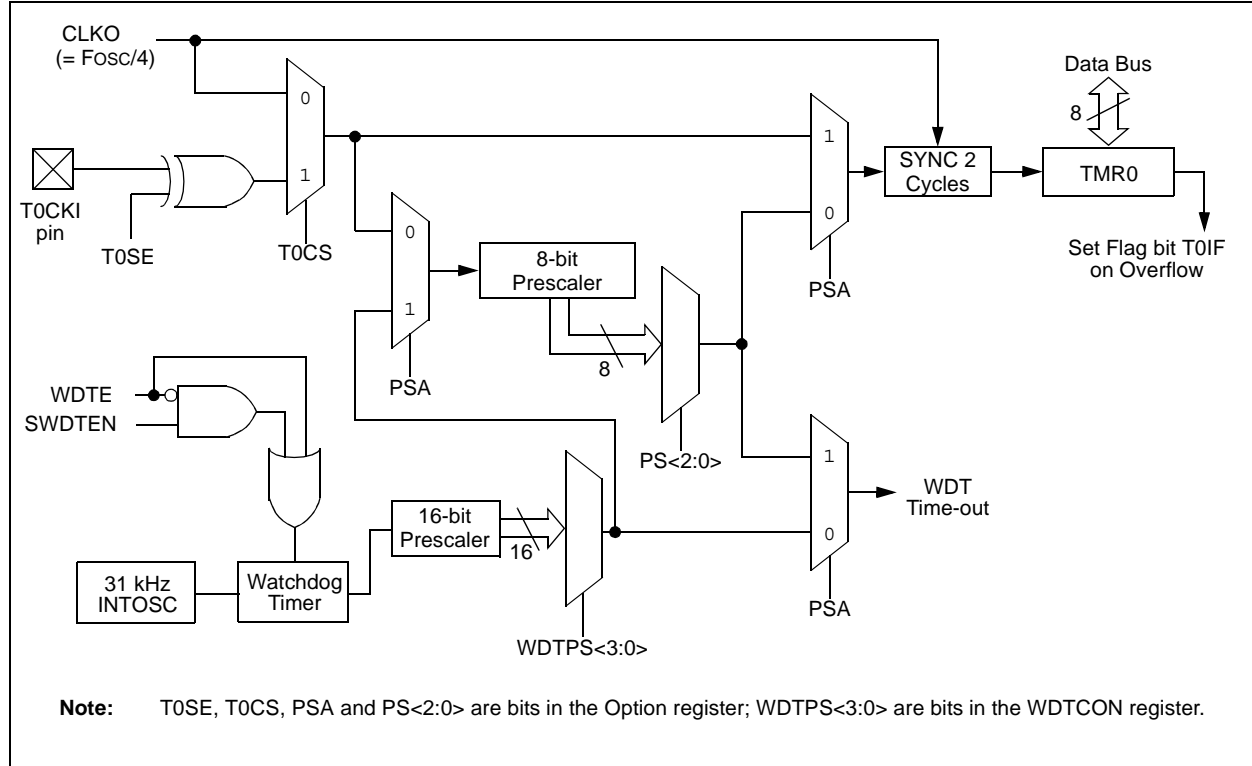 CLKO
(= FOSC/4)
Data Bus
8
0
1
SYNC 2
Cycles
TMR0
1
T0CKI
pin
T0SE
T0CS
0
8-bit
Prescaler
0
PSA
Set Flag bit T0IF
on Overflow
1
8
PSA
WDTE
SWDTEN
PS<2:0>
1
WDT
Time-out
16-bit
Prescaler
16
0
31 kHz
INTOSC
Watchdog
Timer
PSA
WDTPS<3:0>
Note: T0SE, T0CS, PSA and PS<2:0> are bits in the Option register; WDTPS<3:0> are bits in the WDTCON register.